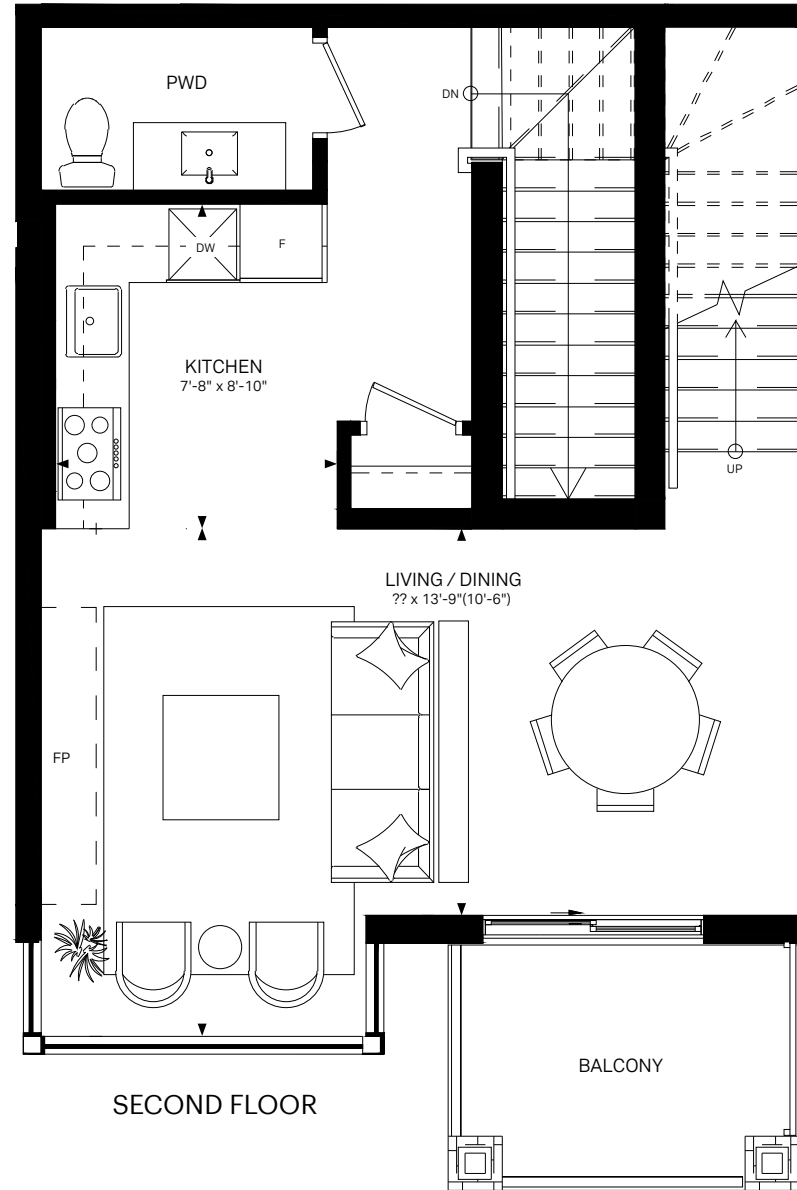 PWD
DN
DW
F
KITCHEN
7'-8" x 8'-10"
UP
LIVING / DINING
?? x 13'-9"(10'-6")
FP
BALCONY
SECOND FLOOR